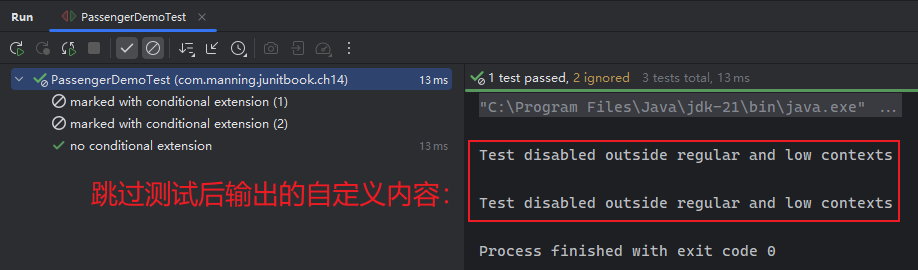 Run
PassengerDemoTest
PassengerDemoTest (com.manning.junitbook.ch14) 13 ms
marked with conditional extension (1)
marked with conditional extension (2)
no conditional extension 13 ms
跳过测试后输出的自定义内容:
1 test passed, 2 ignored 3 tests total, 13 ms
"C:\Program Files\Java\jdk-21\bin\java.exe" ...
Test disabled outside regular and low contexts
Test disabled outside regular and low contexts
Process finished with exit code 0